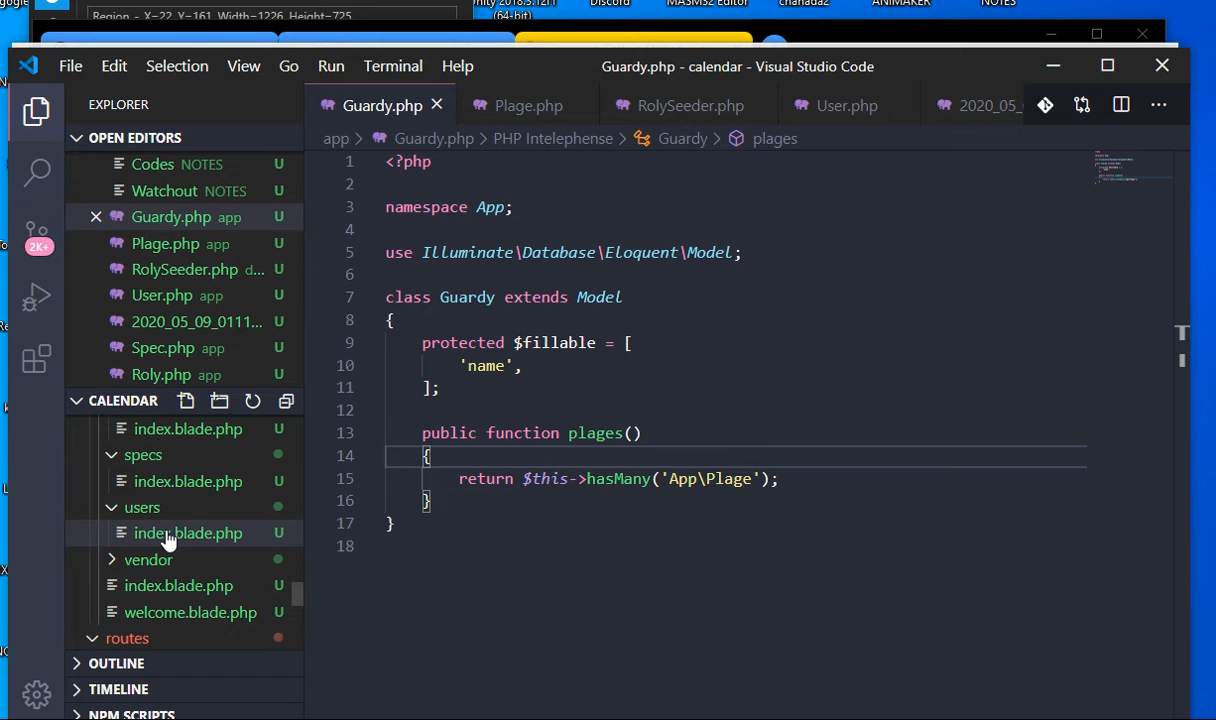 Discord
MASM32 Editor
chahada2
ANIMAKER
NOTES
Region - X=22, Y=161, Width=1226, Height=725
(64-bit)
File Edit Selection View Go Run Terminal Help
Guardy.php - calendar - Visual Studio Code
EXPLORER
Guardy.php
Plage.php
RolySeeder.php
User.php
2020_05_0
OPEN EDITORS
app > Guardy.php > PHP Intelephense > Guardy > plages
Codes NOTES U
Watchout NOTES U
Guardy.php app U
Plage.php app U
RolySeeder.php d... U
User.php app U
2020_05_09_0111... U
Spec.php app U
Roly.php app U
2K+
CALENDAR
index.blade.php U
specs
index.blade.php U
users
index.blade.php U
vendor
index.blade.php U
welcome.blade.php U
routes
OUTLINE
TIMELINE
NPM SCRIPTS
1 <?php
2
3 namespace App;
4
5 use Illuminate\Database\Eloquent\Model;
6
7 class Guardy extends Model
8 {
9 protected $fillable = [
10 'name',
11 ];
12
13 public function plages()
14 {
15 return $this->hasMany('App\Plage');
16 }
17 }
18